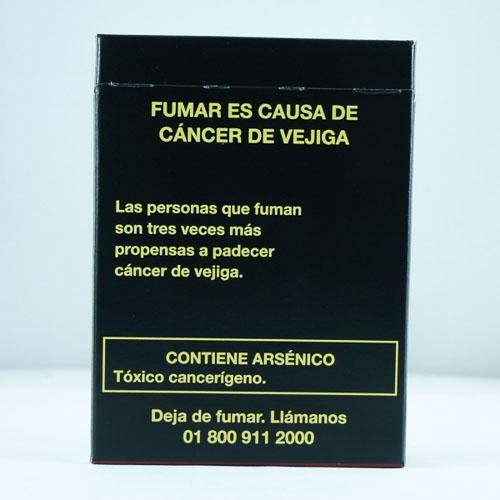 FUMAR ES CAUSA DE
CÁNCER DE VEJIGA
Las personas que fuman
son tres veces más
propensas a padecer
cáncer de vejiga.
CONTIENE ARSÉNICO
Tóxico cancerígeno.
Deja de fumar. Llámanos
01 800 911 2000